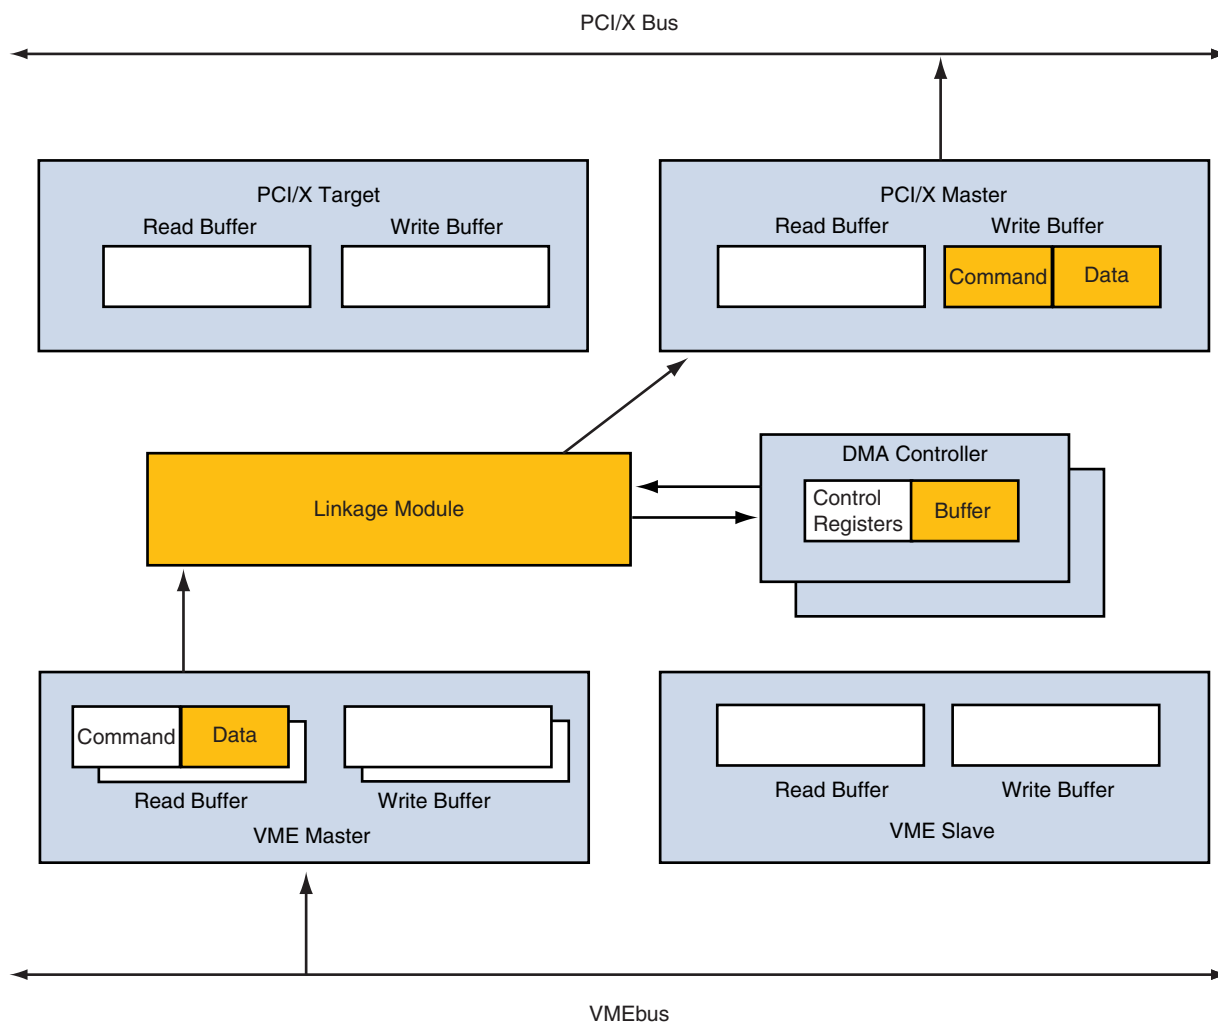 PCI/X Bus
PCI/X Target
Read Buffer
Write Buffer
PCI/X Master
Read Buffer
Write Buffer
Command
Data
DMA Controller
Control
Registers
Buffer
Linkage Module
Command
Data
Read Buffer
Write Buffer
VME Master
Read Buffer
Write Buffer
VME Slave
VMEbus